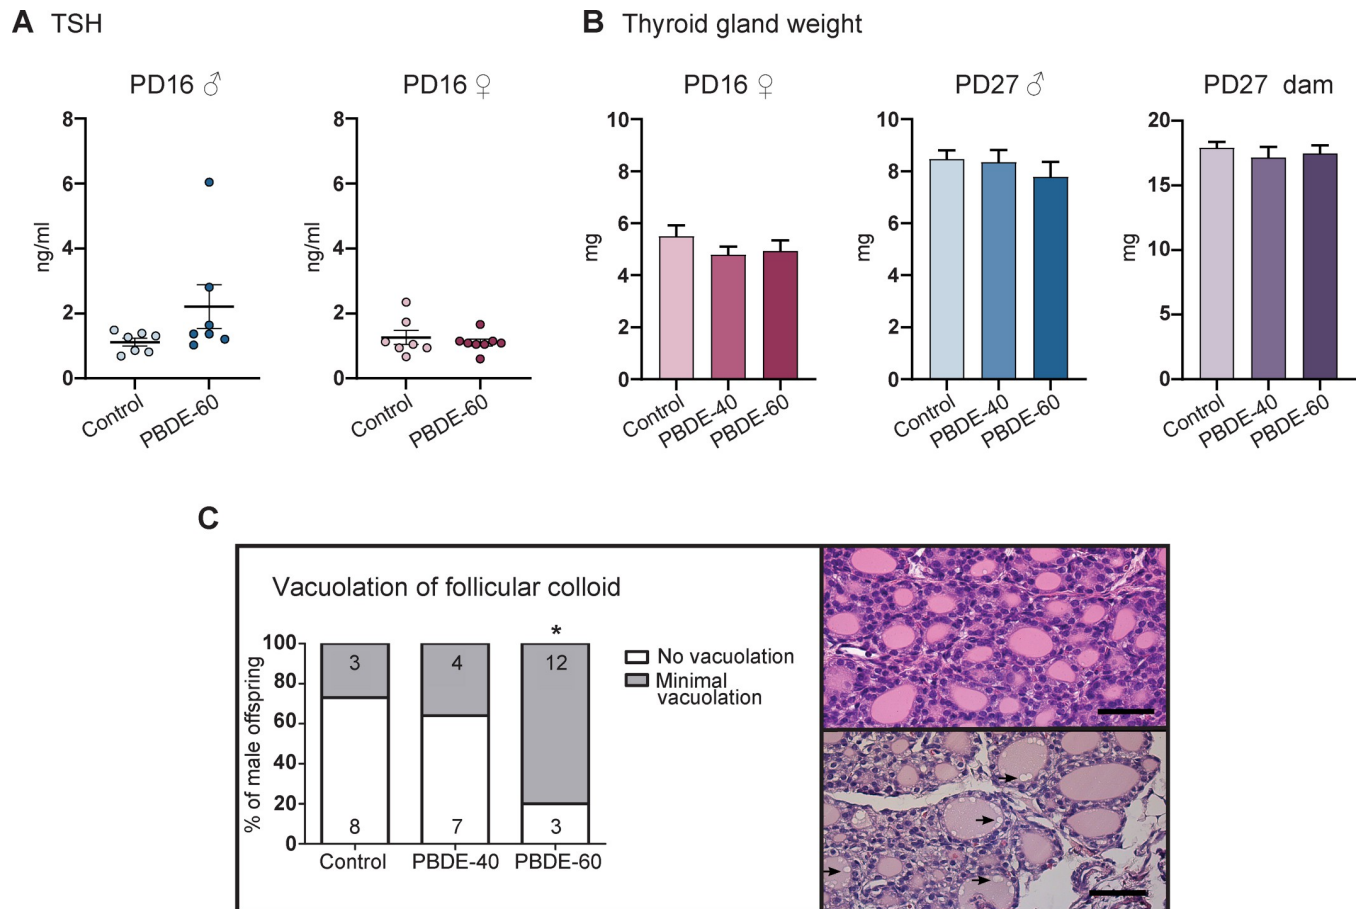 A TSH
B Thyroid gland weight
PD16 ♂
PD16 ♀
PD16 ♀
PD27 ♂
PD27 dam
8
6
4
2
0
ng/ml
Control
PBDE-60
8
6
4
2
0
ng/ml
Control
PBDE-60
10
8
6
4
2
0
mg
Control
PBDE-40
PBDE-60
10
8
6
4
2
0
mg
Control
PBDE-40
PBDE-60
20
15
10
5
0
mg
Control
PBDE-40
PBDE-60
C
Vacuolation of follicular colloid
*
100
80
60
40
20
0
% of male offspring
3
4
12
8
7
3
Control
PBDE-40
PBDE-60
No vacuolation
Minimal
vacuolation